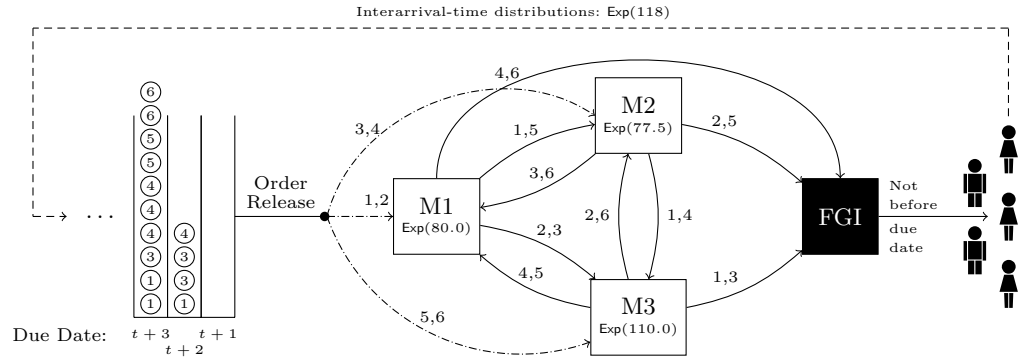 Interarrival-time distributions: Exp(118)
6
6
5
5
4
4
4
3
1
1
4
3
3
1
...
Order
Release
3,4
1,2
5,6
4,6
1,5
3,6
2,3
4,5
2,6
1,4
2,5
1,3
M1
Exp(80.0)
M2
Exp(77.5)
M3
Exp(110.0)
FGI
Not
before
due
date
Due Date:
t + 3
t + 2
t + 1